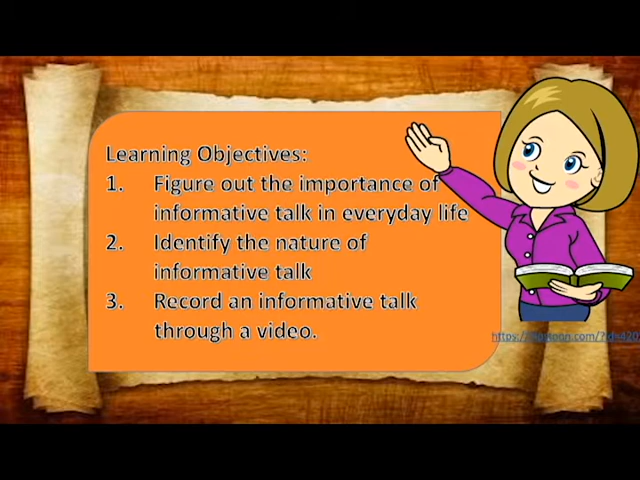 Learning Objectives:
1. Figure out the importance of
informative talk in everyday life
2. Identify the nature of
informative talk
3. Record an informative talk
through a video.